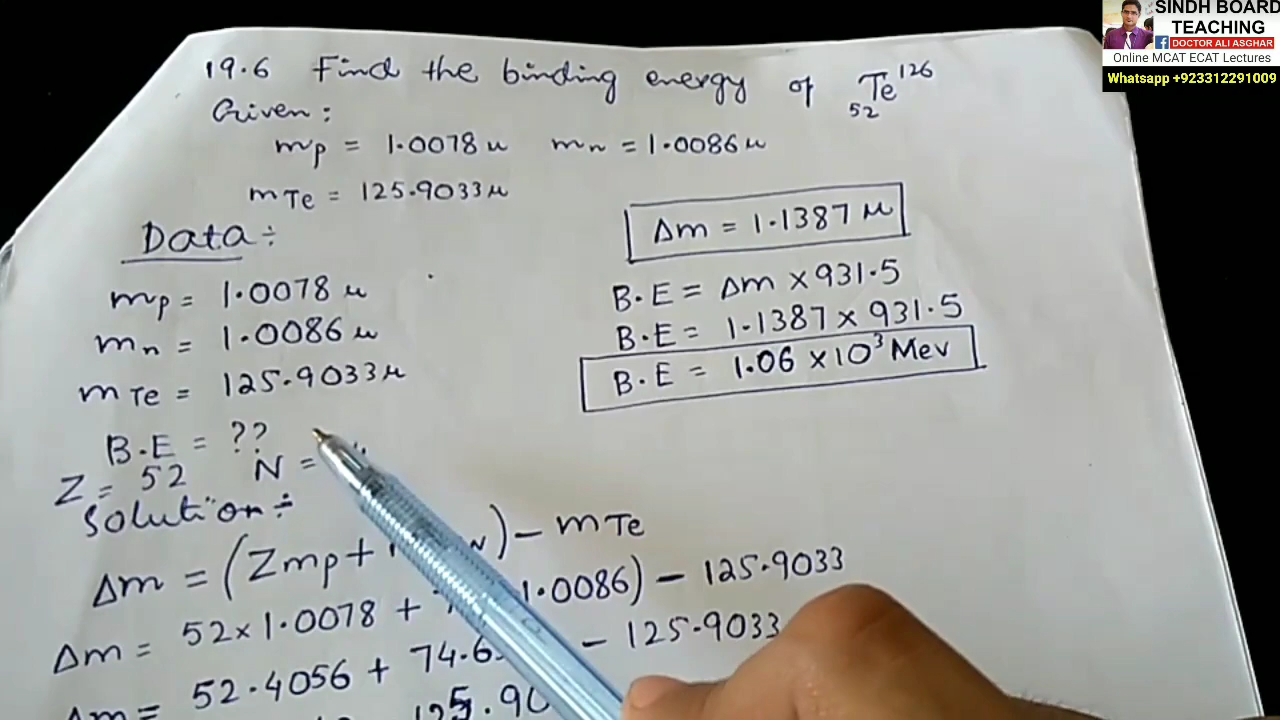 SINDH BOARD
TEACHING
DOCTOR ALI ASGHAR
Online MCAT ECAT Lectures
Whatsapp +923312291009
19.6 Find the binding energy of ₅₂Te¹²⁶
Given:
mp = 1.0078 u mn = 1.0086 u
mTe = 125.9033 u
Data ÷
mp = 1.0078 u
mn = 1.0086 u
mTe = 125.9033 u
B.E = ??
Z = 52 N =
Solution ÷
Δm = (Zmp + N) - mTe
Δm = 52 x 1.0078 + 1.0086) - 125.9033
Δm = 52.4056 + 74.6 - 125.9033
125.90
Δm = 1.1387 u
B.E = Δm x 931.5
B.E = 1.1387 x 931.5
B.E = 1.06 x 10³ Mev